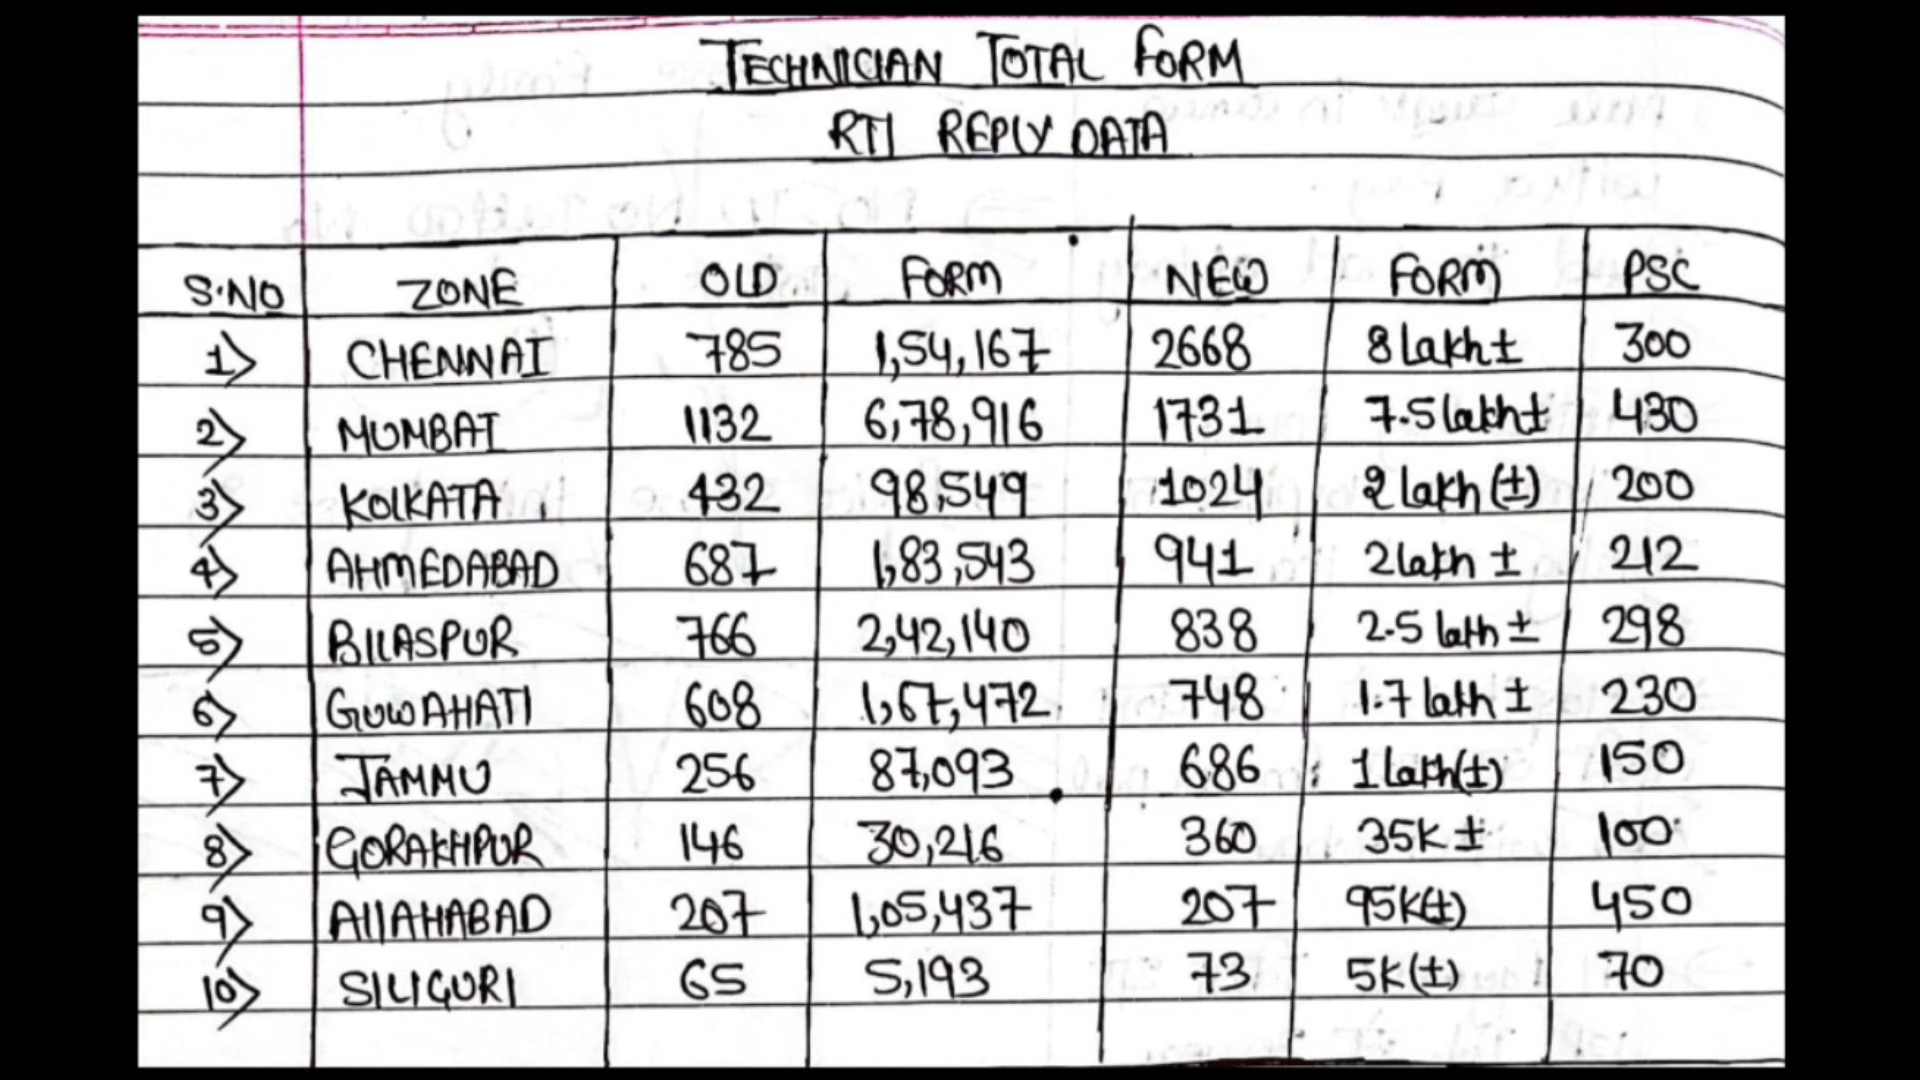 TECHNICIAN TOTAL FORM
RTI REPLY DATA
S.NO ZONE OLD FORM NEW FORM PSC
1) CHENNAI 785 1,54,167 2668 8 lakh ± 300
2) MUMBAI 1132 6,78,916 1731 7.5 lakh ± 430
3) KOLKATA 432 98,549 1024 2 lakh (±) 200
4) AHMEDABAD 687 1,83,543 941 2 lakh ± 212
5) BILASPUR 766 2,42,140 838 2.5 lakh ± 298
6) GUWAHATI 608 1,67,472 748 1.7 lakh ± 230
7) JAMMU 256 87,093 686 1 lakh (±) 150
8) GORAKHPUR 146 30,216 360 35K ± 100
9) AllAHABAD 207 1,05,437 207 95K(±) 450
10) SILIGURI 65 5,193 73 5K(±) 70